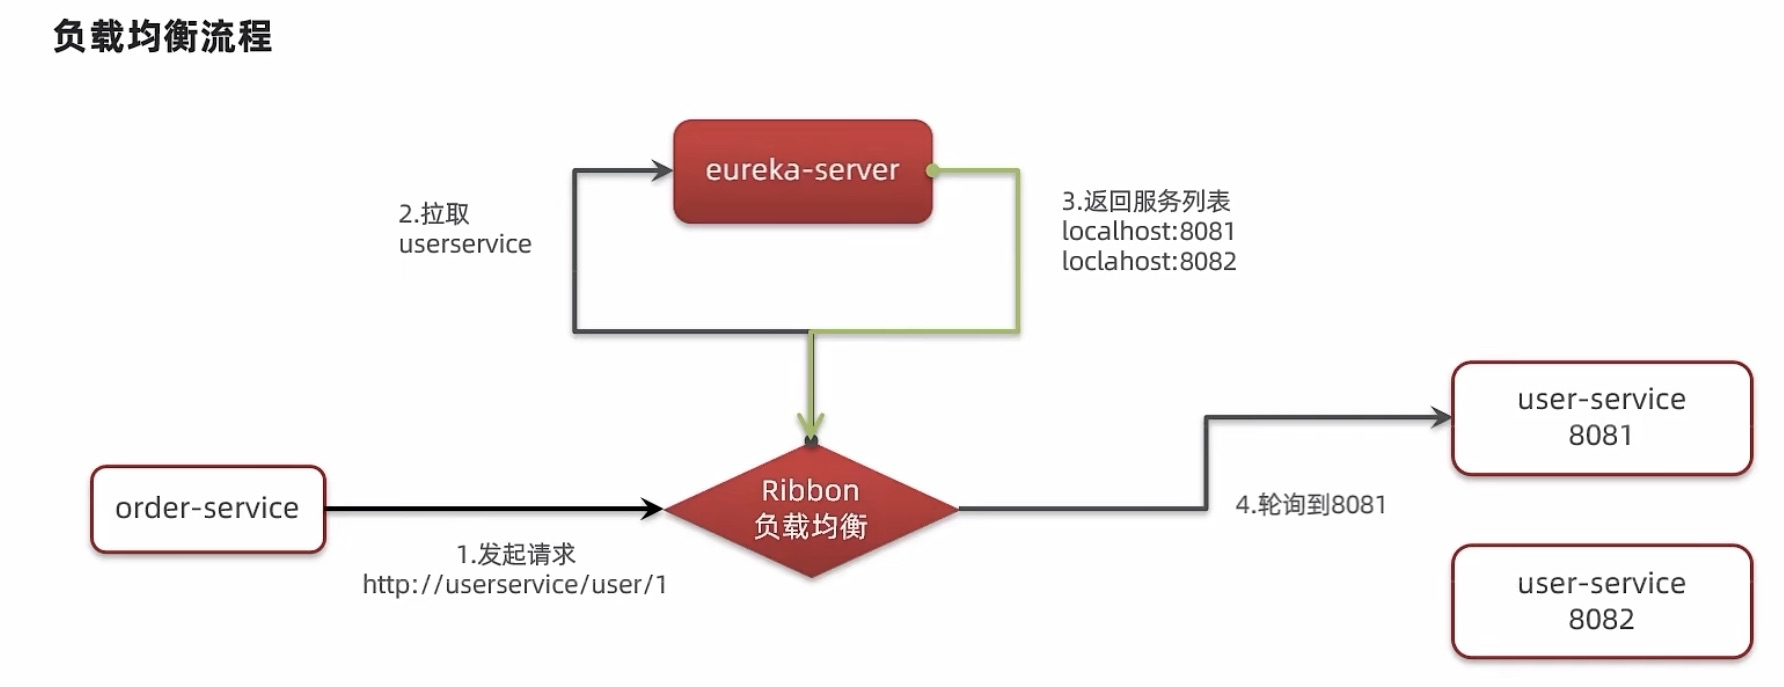 负载均衡流程
eureka-server
2.拉取
userservice
3.返回服务列表
localhost:8081
loclahost:8082
user-service
8081
order-service
Ribbon
负载均衡
4.轮询到8081
1.发起请求
http://userservice/user/1
user-service
8082